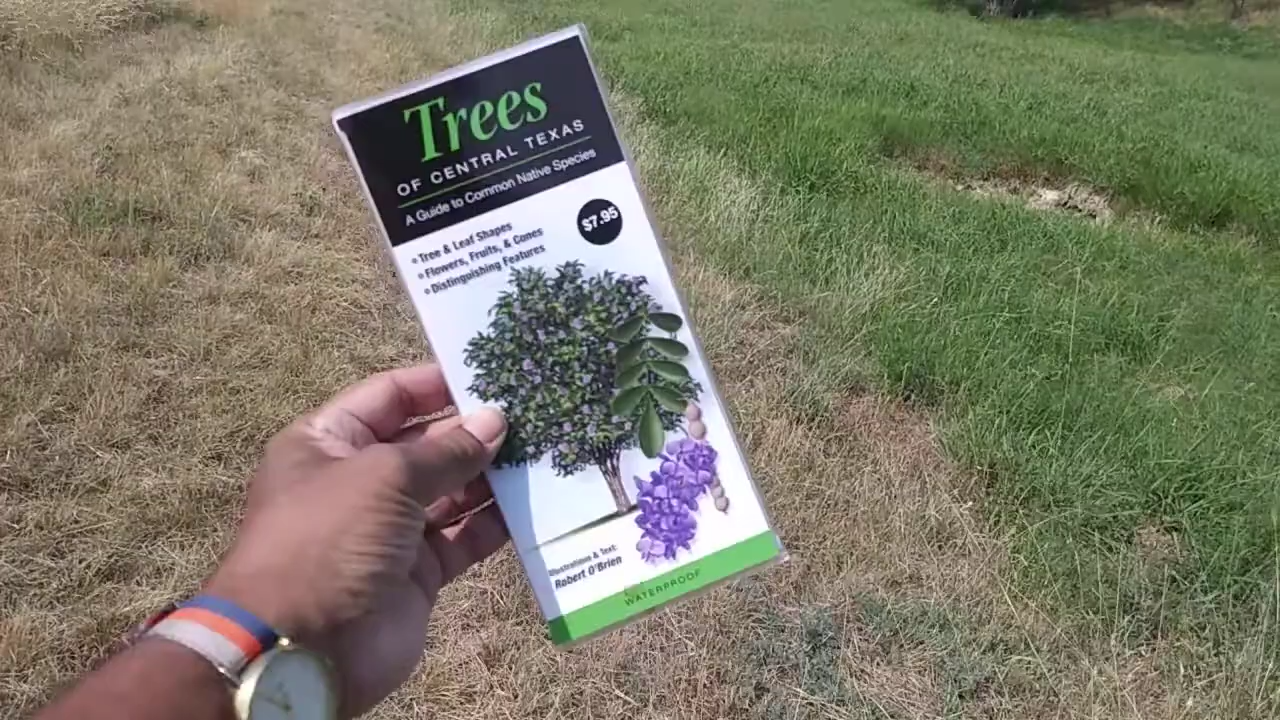 Trees
OF CENTRAL TEXAS
A Guide to Common Native Species
$7.95
• Tree & Leaf Shapes
• Flowers, Fruits, & Cones
• Distinguishing Features
Illustrations & Text:
Robert O'Brien
WATERPROOF